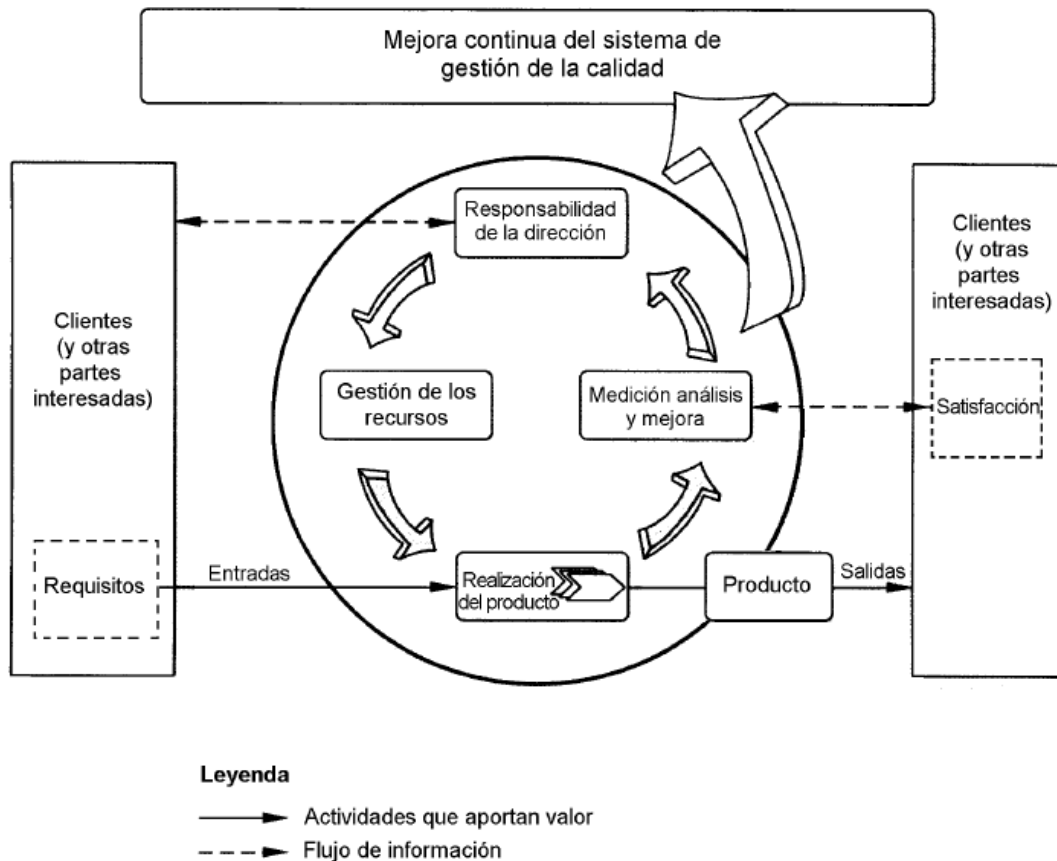 Mejora continua del sistema de
gestión de la calidad
Responsabilidad
de la dirección
Clientes
(y otras
partes
interesadas)
Clientes
(y otras
partes
interesadas)
Gestión de los
recursos
Medición análisis
y mejora
Satisfacción
Requisitos
Entradas
Realización
del producto
Producto
Salidas
Leyenda
Actividades que aportan valor
Flujo de información